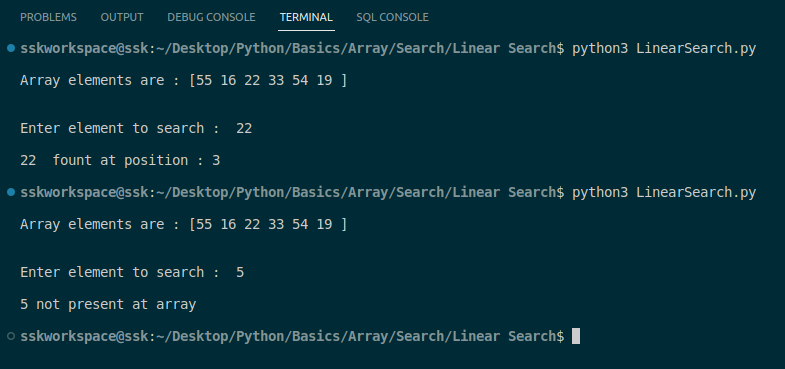 PROBLEMS OUTPUT DEBUG CONSOLE TERMINAL SQL CONSOLE
sskworkspace@ssk:~/Desktop/Python/Basics/Array/Search/Linear Search$ python3 LinearSearch.py
Array elements are : [55 16 22 33 54 19 ]
Enter element to search :  22
22  fount at position : 3
sskworkspace@ssk:~/Desktop/Python/Basics/Array/Search/Linear Search$ python3 LinearSearch.py
Array elements are : [55 16 22 33 54 19 ]
Enter element to search :  5
5 not present at array
sskworkspace@ssk:~/Desktop/Python/Basics/Array/Search/Linear Search$